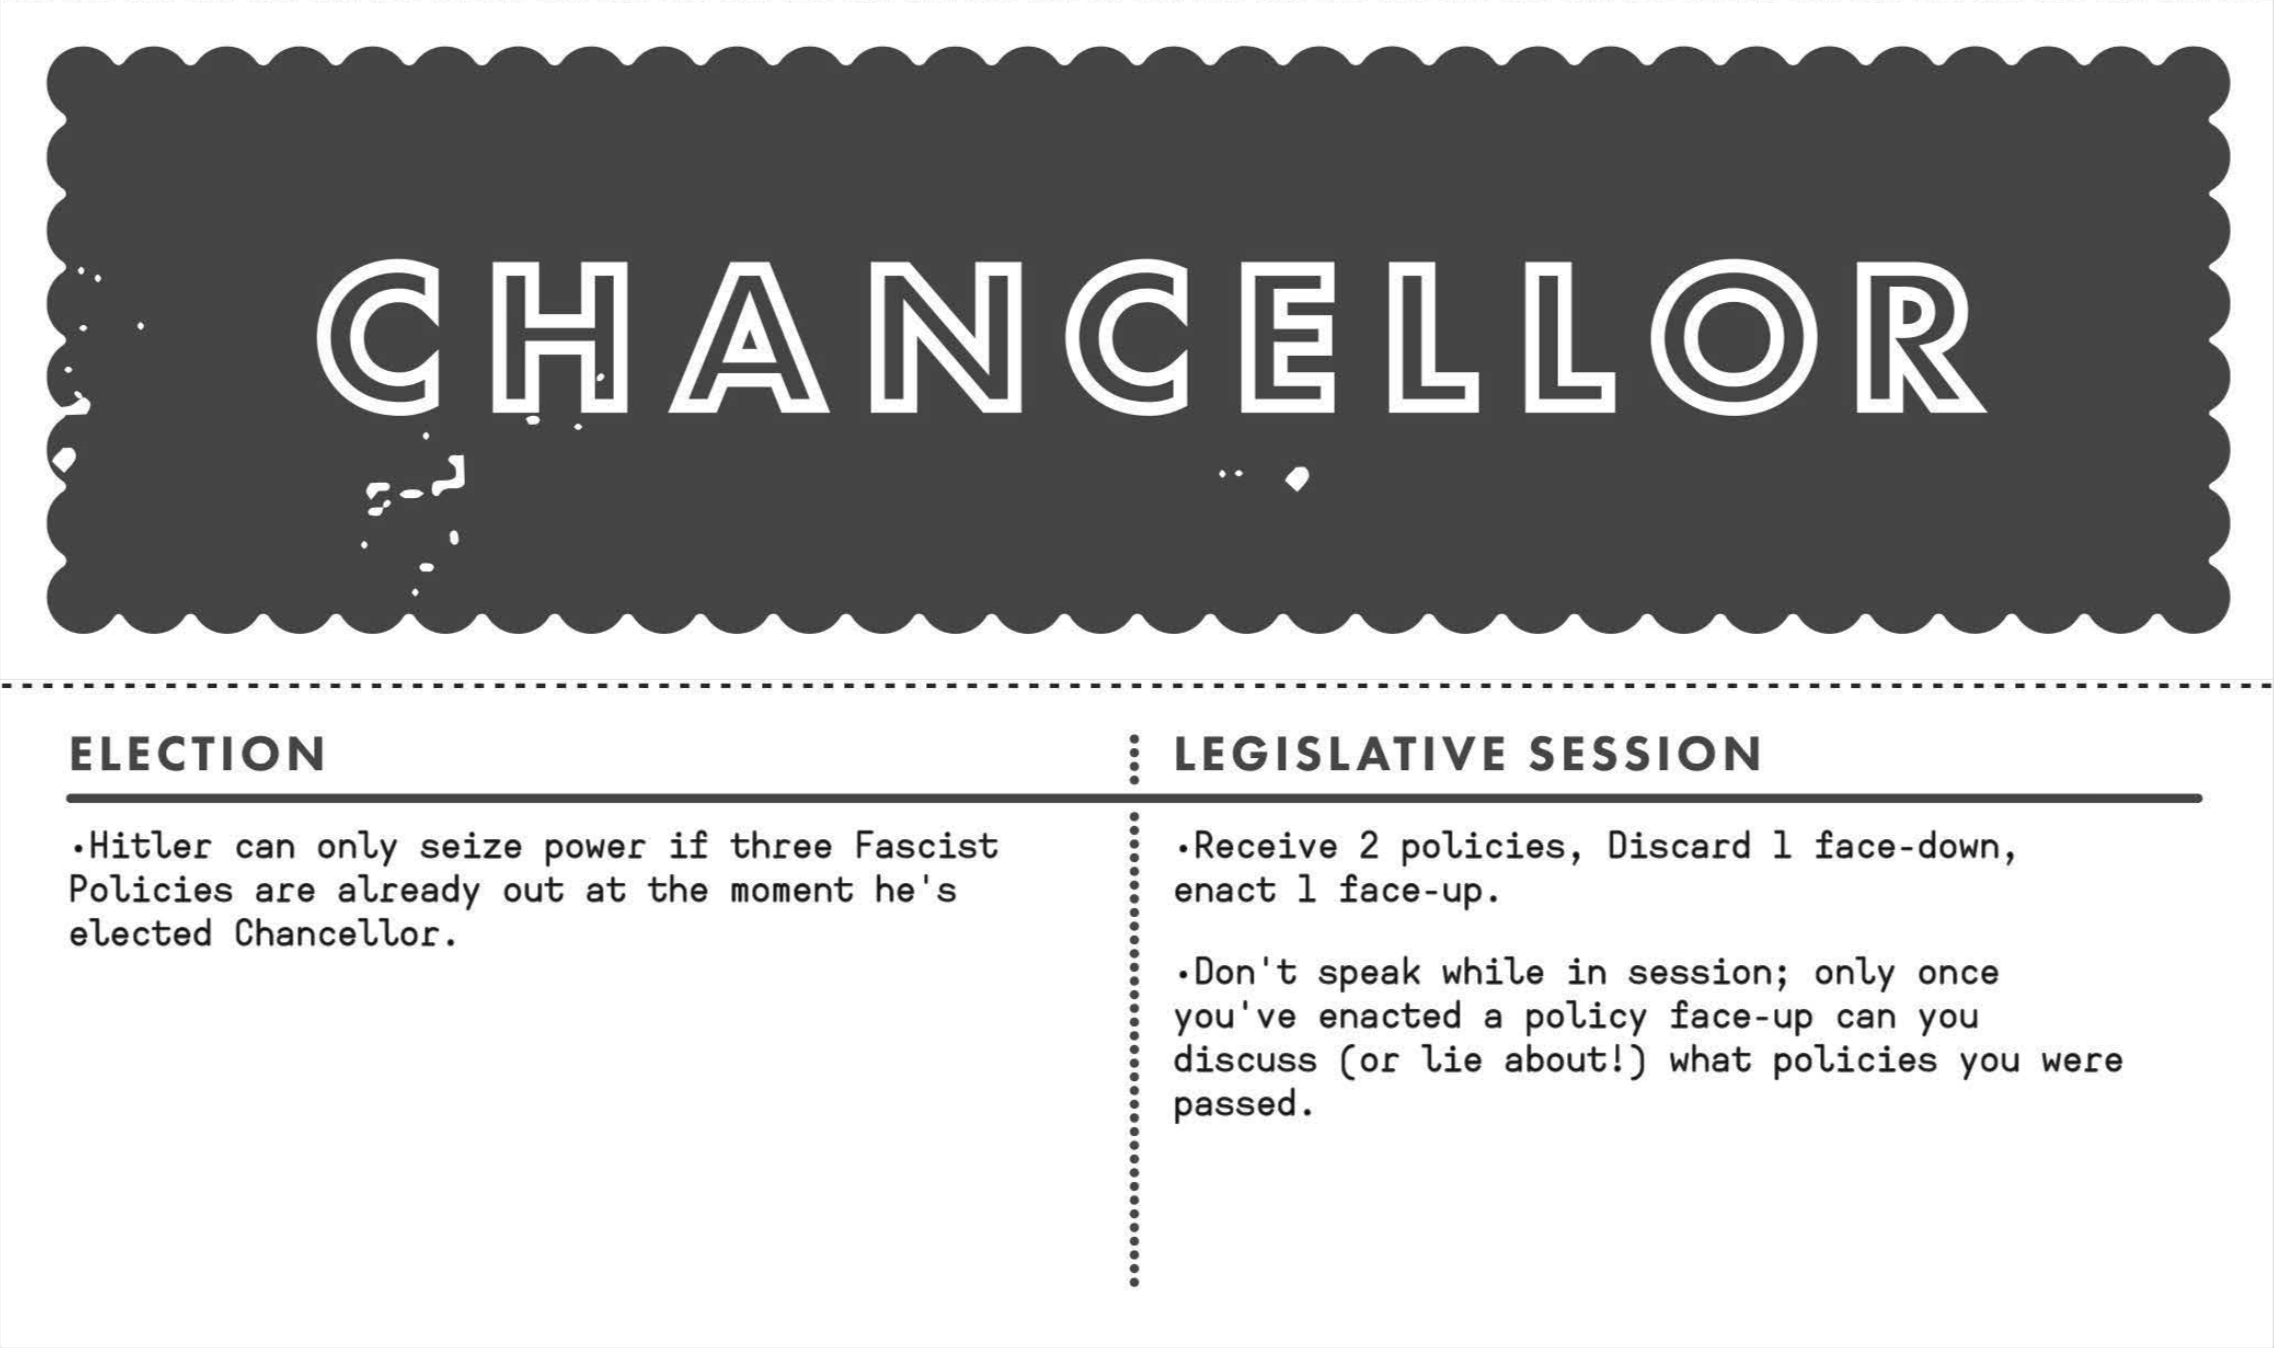 CHANCELLOR
ELECTION
•Hitler can only seize power if three Fascist
Policies are already out at the moment he's
elected Chancellor.
LEGISLATIVE SESSION
•Receive 2 policies, Discard 1 face-down,
enact 1 face-up.
•Don't speak while in session; only once
you've enacted a policy face-up can you
discuss (or lie about!) what policies you were
passed.